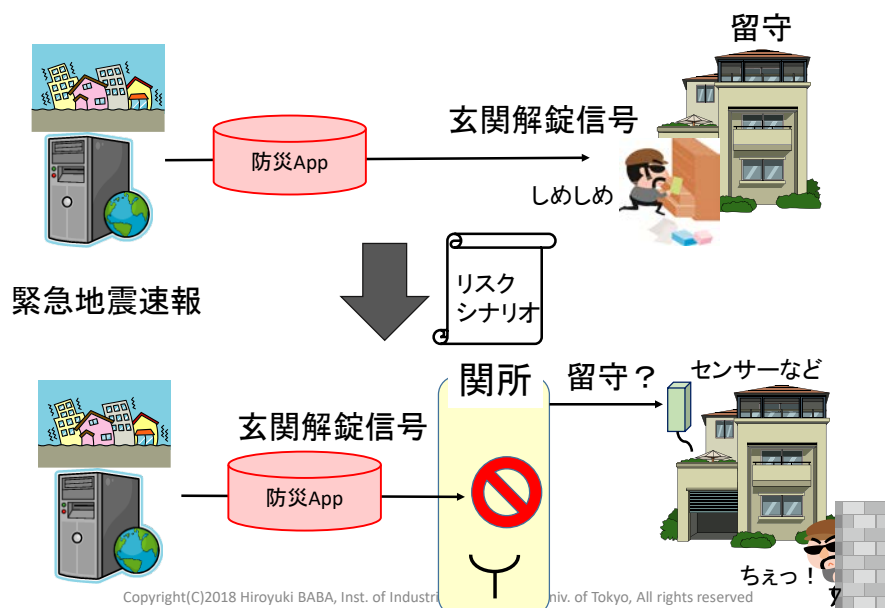 留守
玄関解錠信号
防災App
しめしめ
緊急地震速報
リスク
シナリオ
関所
留守？
センサーなど
玄関解錠信号
防災App
ちぇっ！
Copyright(C)2018 Hiroyuki BABA, Inst. of Industri
niv. of Tokyo, All rights reserved